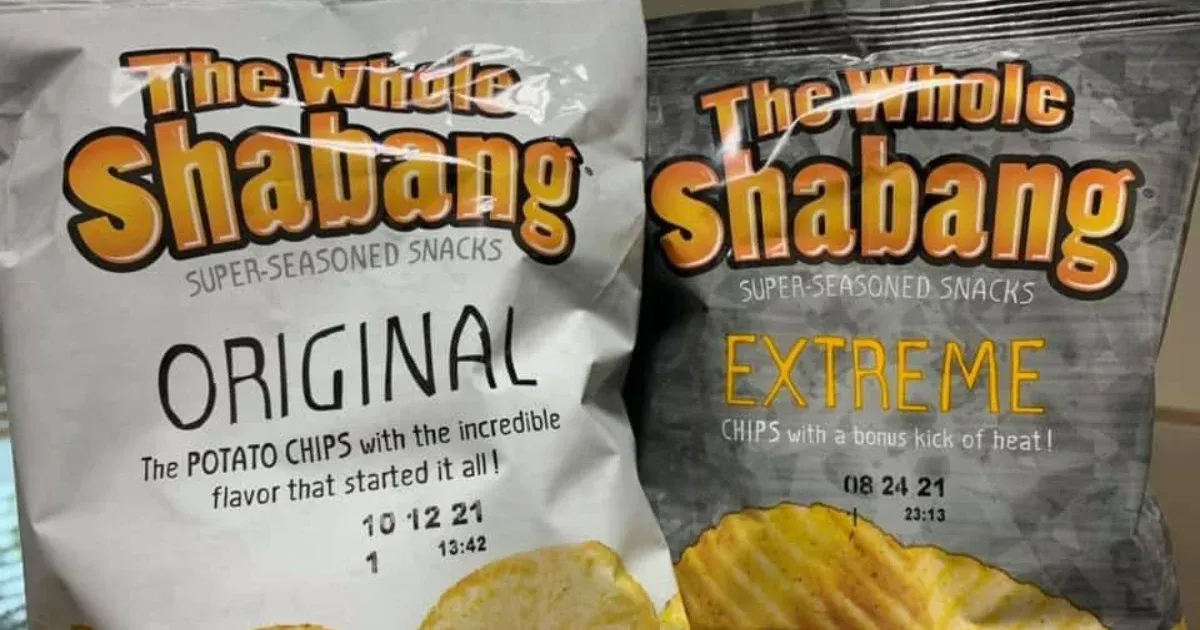 The Whole
Shabang
SUPER-SEASONED SNACKS
ORIGINAL
The POTATO CHIPS with the incredible
flavor that started it all!
10 12 21
1 13:42
The Whole
Shabang
SUPER-SEASONED SNACKS
EXTREME
CHIPS with a bonus kick of heat!
08 24 21
1 23:13